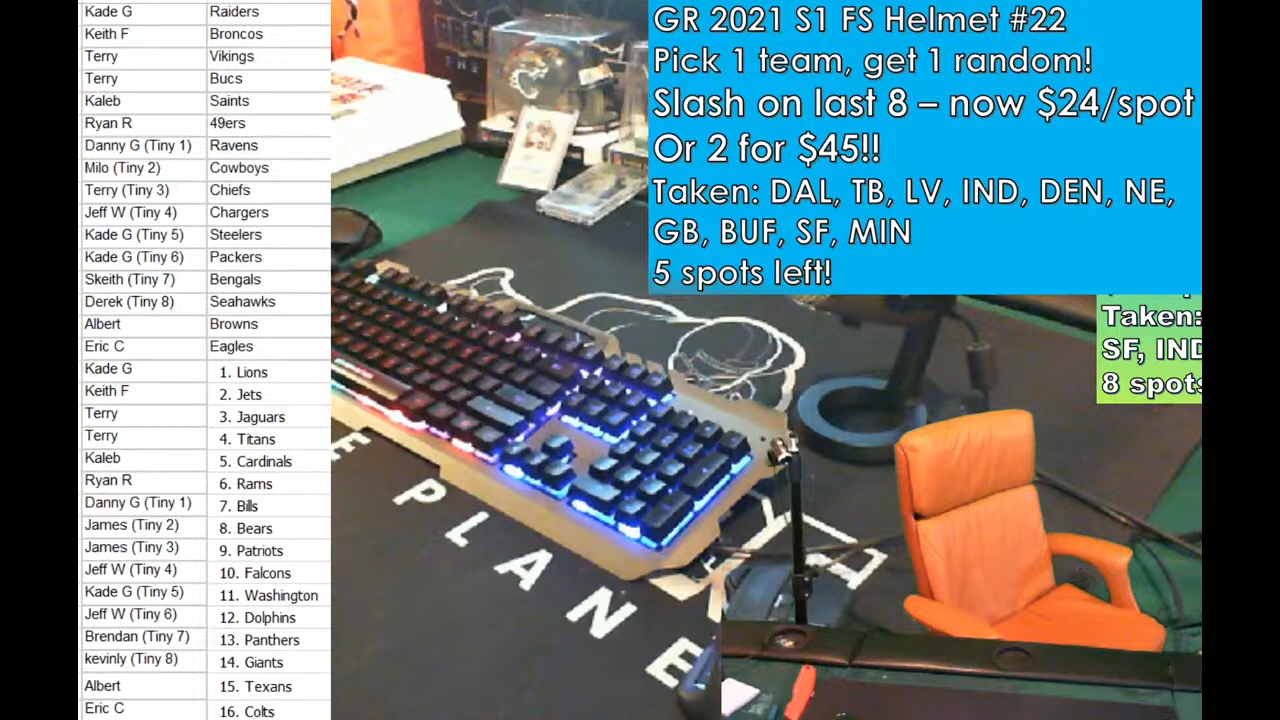 Kade G Raiders
Keith F Broncos
Terry Vikings
Terry Bucs
Kaleb Saints
Ryan R 49ers
Danny G (Tiny 1) Ravens
Milo (Tiny 2) Cowboys
Terry (Tiny 3) Chiefs
Jeff W (Tiny 4) Chargers
Kade G (Tiny 5) Steelers
Kade G (Tiny 6) Packers
Skeith (Tiny 7) Bengals
Derek (Tiny 8) Seahawks
Albert Browns
Eric C Eagles
Kade G 1. Lions
Keith F 2. Jets
Terry 3. Jaguars
Terry 4. Titans
Kaleb 5. Cardinals
Ryan R 6. Rams
Danny G (Tiny 1) 7. Bills
James (Tiny 2) 8. Bears
James (Tiny 3) 9. Patriots
Jeff W (Tiny 4) 10. Falcons
Kade G (Tiny 5) 11. Washington
Jeff W (Tiny 6) 12. Dolphins
Brendan (Tiny 7) 13. Panthers
kevinly (Tiny 8) 14. Giants
Albert 15. Texans
Eric C 16. Colts
GR 2021 S1 FS Helmet #22
Pick 1 team, get 1 random!
Slash on last 8 – now $24/spot
Or 2 for $45!!
Taken: DAL, TB, LV, IND, DEN, NE,
GB, BUF, SF, MIN
5 spots left!
Taken:
SF, IND
8 spots
PLANE